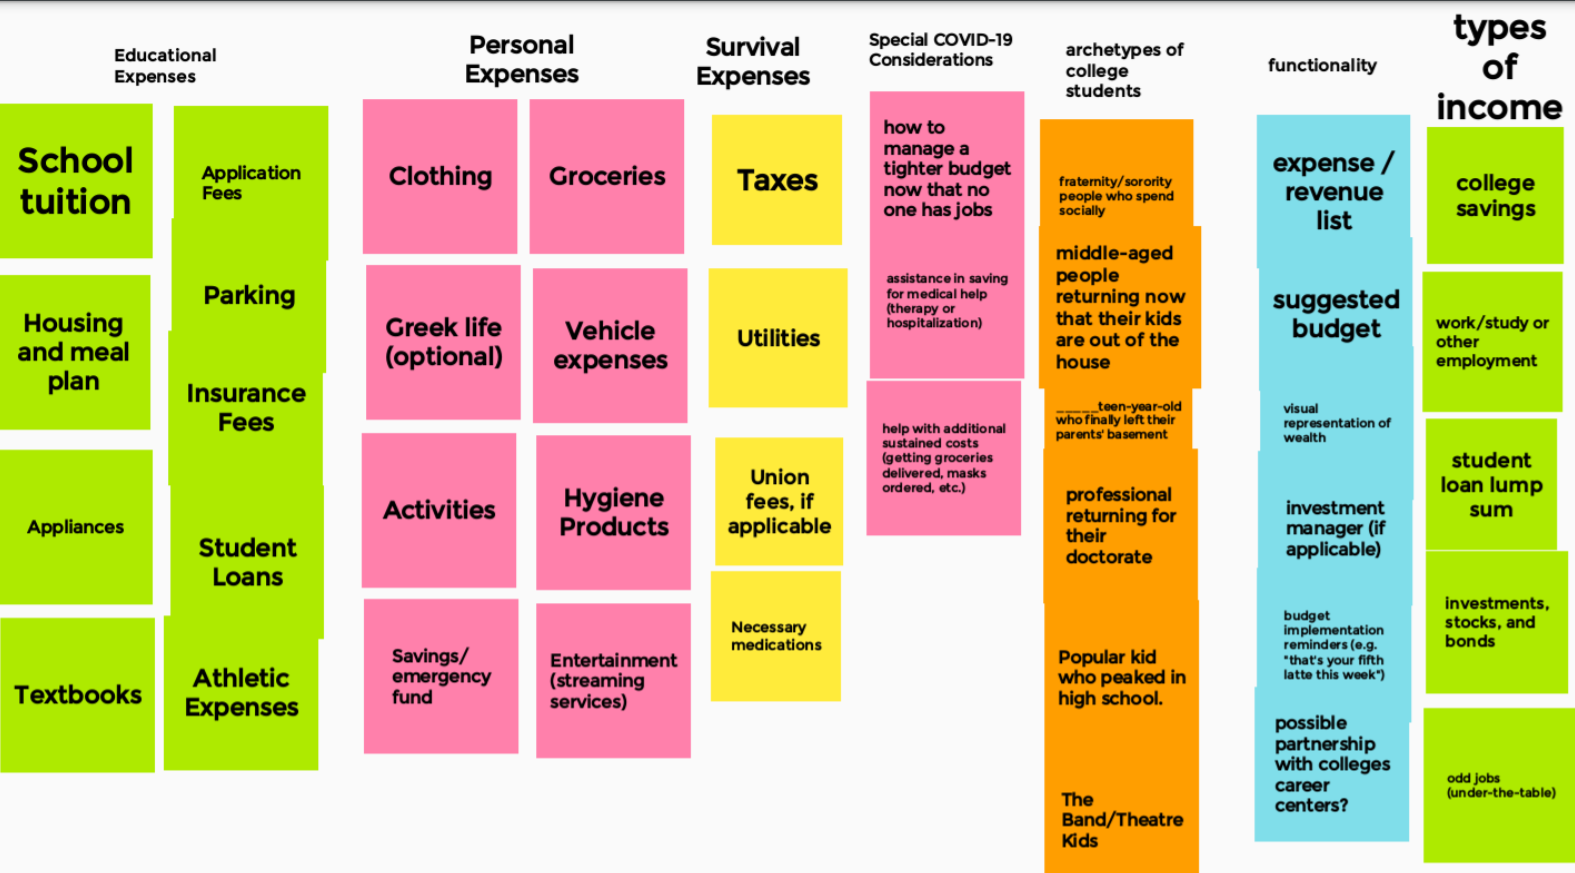 Educational
Expenses
School
tuition
Housing
and meal
plan
Appliances
Textbooks
Application
Fees
Parking
Insurance
Fees
Student
Loans
Athletic
Expenses
Personal
Expenses
Clothing
Greek life
(optional)
Activities
Savings/
emergency
fund
Groceries
Vehicle
expenses
Hygiene
Products
Entertainment
(streaming
services)
Survival
Expenses
Taxes
Utilities
Union
fees, if
applicable
Necessary
medications
Special COVID-19
Considerations
how to
manage a
tighter budget
now that no
one has jobs
assistance in saving
for medical help
(therapy or
hospitalization)
help with additional
sustained costs
(getting groceries
delivered, masks
ordered, etc.)
archetypes of
college
students
fraternity/sorority
people who spend
socially
middle-aged
people
returning now
that their kids
are out of the
house
_____teen-year-old
who finally left their
parents' basement
professional
returning for
their
doctorate
Popular kid
who peaked in
high school.
The
Band/Theatre
Kids
functionality
expense /
revenue
list
suggested
budget
visual
representation of
wealth
investment
manager (if
applicable)
budget
implementation
reminders (e.g.
"that's your fifth
latte this week")
possible
partnership
with colleges
career
centers?
types
of
income
college
savings
work/study or
other
employment
student
loan lump
sum
investments,
stocks, and
bonds
odd jobs
(under-the-table)